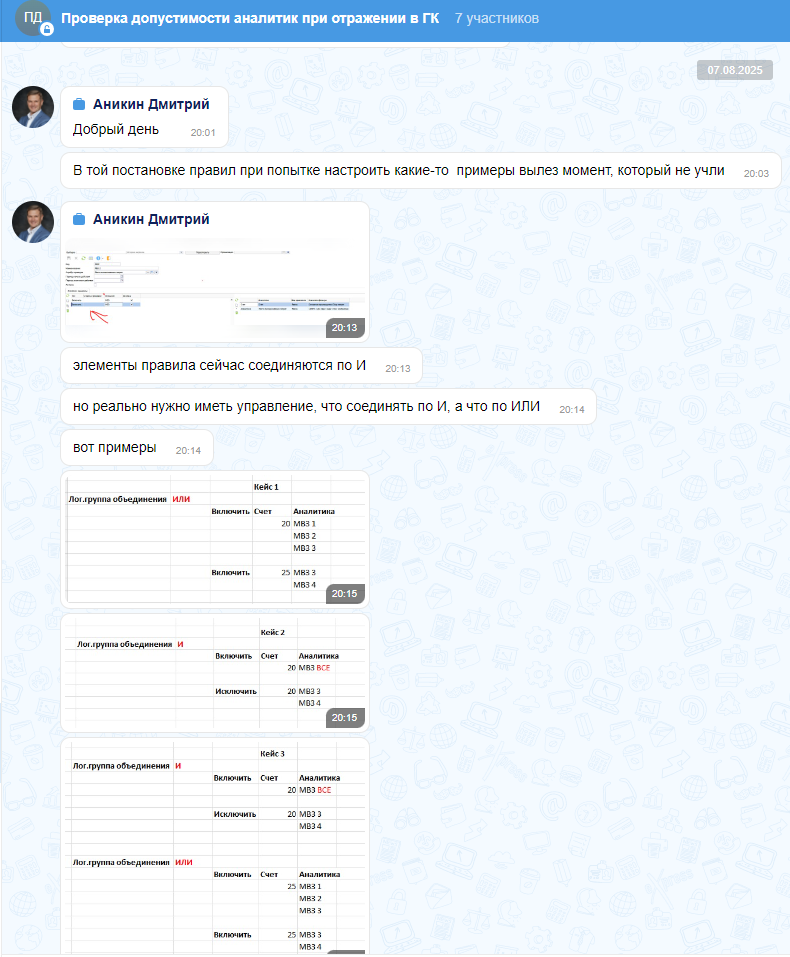 ПД
Проверка допустимости аналитик при отражении в ГК 7 участников
07.08.2025
Аникин Дмитрий
Добрый день 20:01
В той постановке правил при попытке настроить какие-то примеры вылез момент, который не учли 20:03
Аникин Дмитрий
20:13
элементы правила сейчас соединяются по И 20:13
но реально нужно иметь управление, что соединять по И, а что по ИЛИ 20:14
вот примеры 20:14
Кейс 1
Лог.группа объединения ИЛИ
Включить Счет Аналитика
20 МВЗ 1
МВЗ 2
МВЗ 3
Включить 25 МВЗ 3
МВЗ 4
20:15
Кейс 2
Лог.группа объединения И
Включить Счет Аналитика
20 МВЗ ВСЕ
Исключить 20 МВЗ 3
МВЗ 4
20:15
Кейс 3
Лог.группа объединения И
Включить Счет Аналитика
20 МВЗ ВСЕ
Исключить 20 МВЗ 3
МВЗ 4
Лог.группа объединения ИЛИ
Включить Счет Аналитика
25 МВЗ 1
МВЗ 2
МВЗ 3
Включить 25 МВЗ 3
МВЗ 4